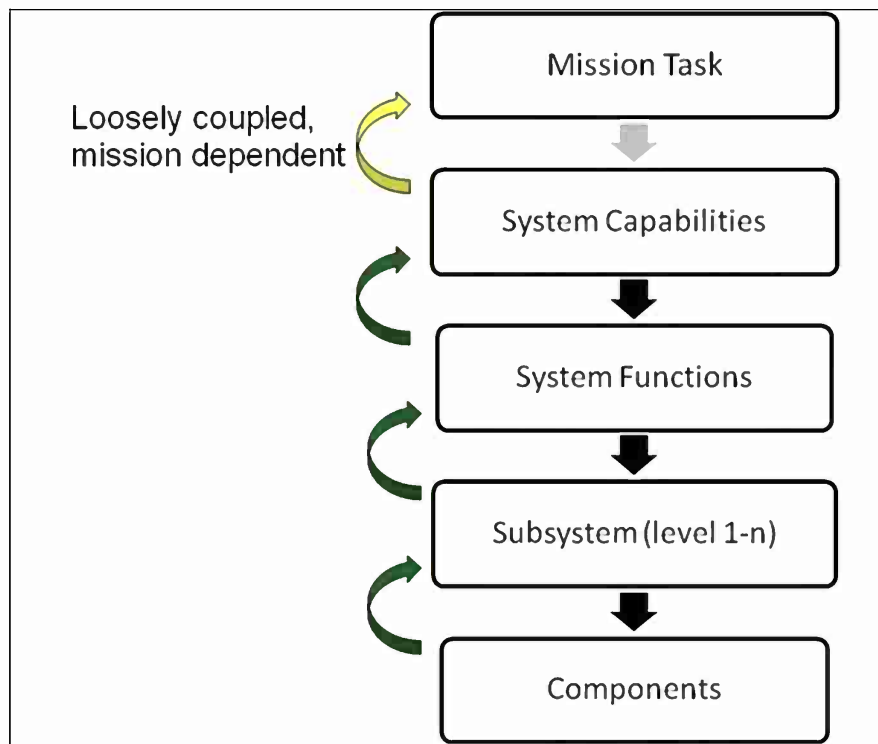 Mission Task
Loosely coupled,
mission dependent
System Capabilities
System Functions
Subsystem (level 1-n)
Components